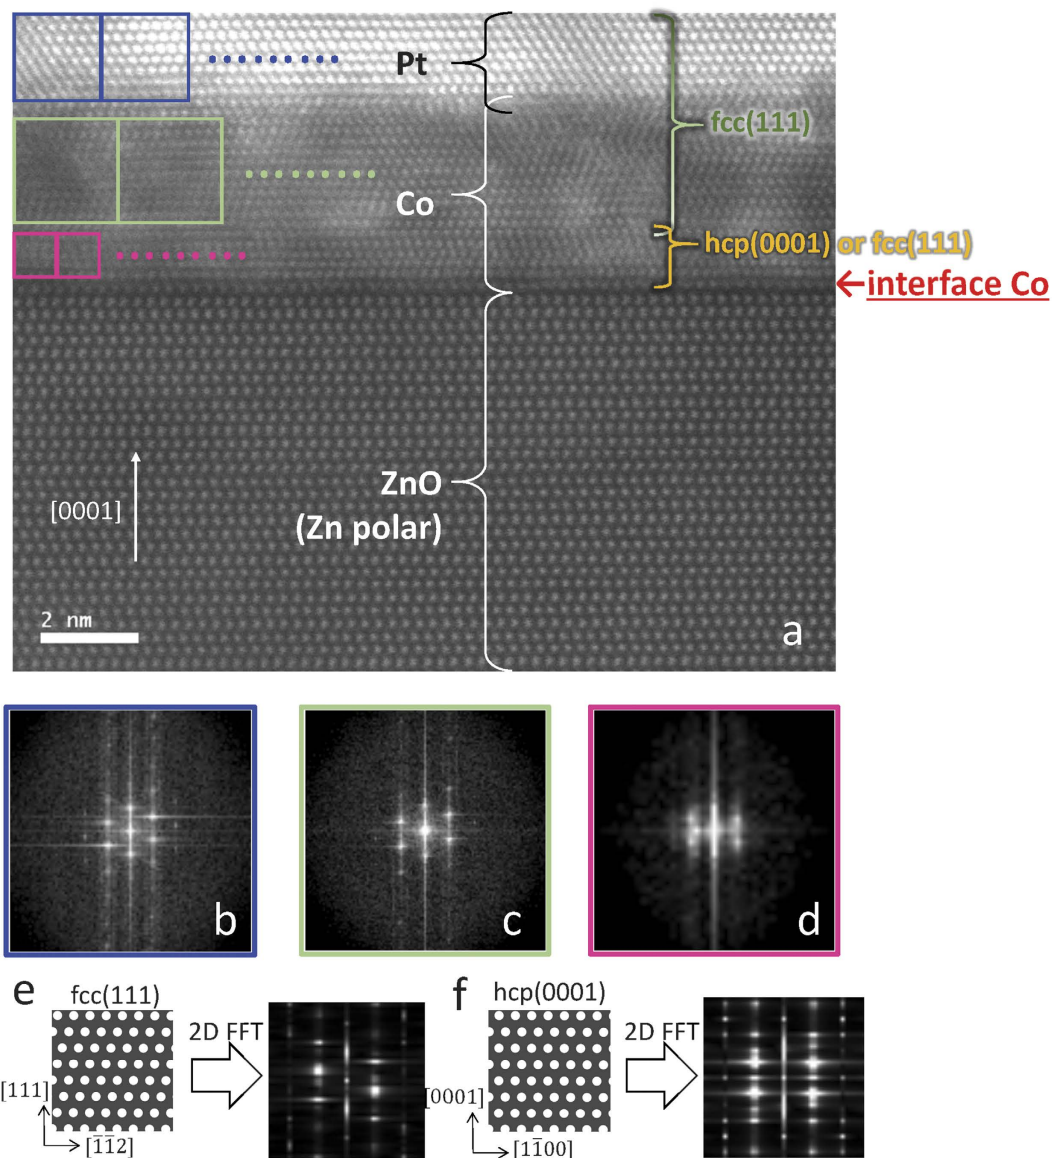 Pt
fcc(111)
Co
hcp(0001) or fcc(111)
←interface Co
ZnO
(Zn polar)
[0001]
2 nm
a
b
c
d
e
fcc(111)
2D FFT
[111]
[1̅1̅2]
f
hcp(0001)
2D FFT
[0001]
[11̅00]